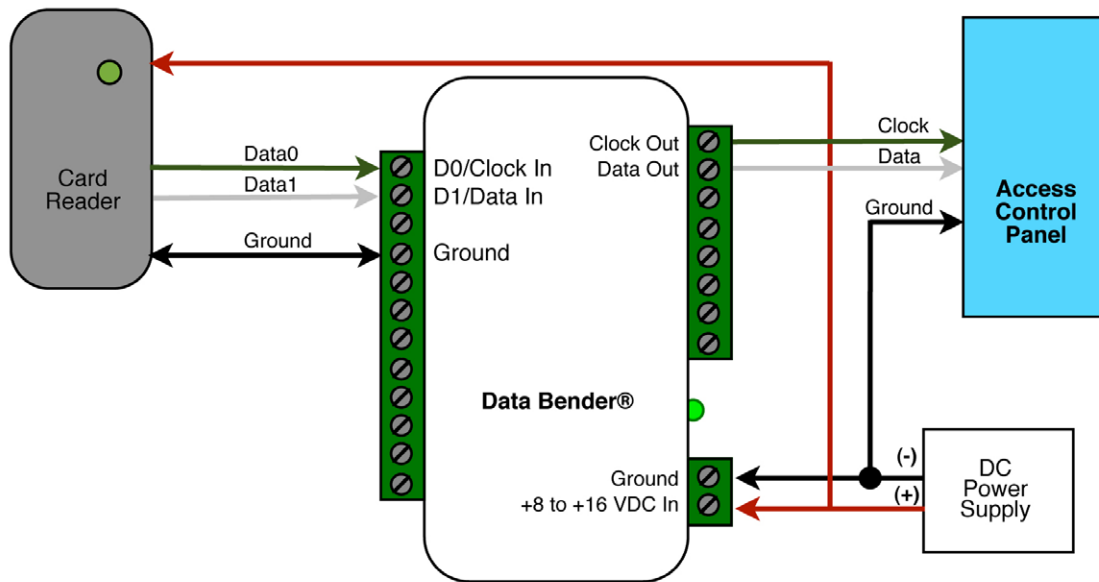 Card
Reader
Data0
Data1
Ground
D0/Clock In
D1/Data In
Ground
Clock Out
Data Out
Data Bender®
Ground
+8 to +16 VDC In
Clock
Data
Ground
Access
Control
Panel
(-)
(+)
DC
Power
Supply